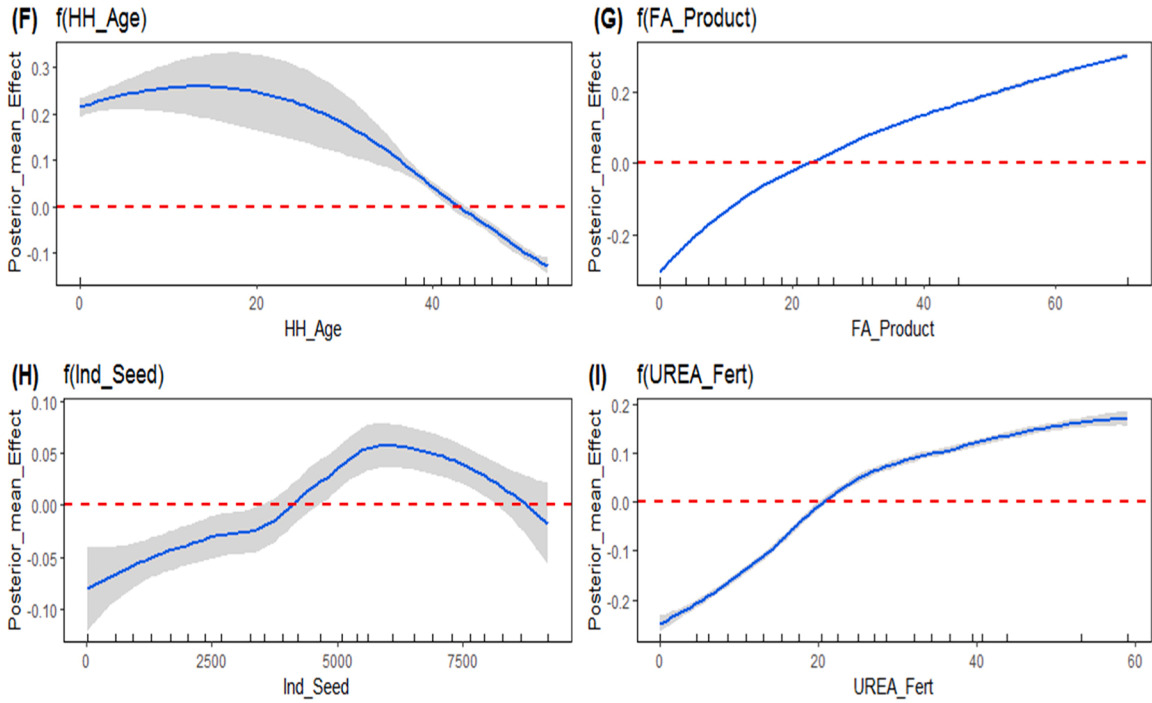 (F) f(HH_Age)
Posterior_mean_Effect
0.3
0.2
0.1
0.0
-0.1
0 20 40
HH_Age
(G) f(FA_Product)
Posterior_mean_Effect
0.2
0.0
-0.2
0 20 40 60
FA_Product
(H) f(Ind_Seed)
Posterior_mean_Effect
0.10
0.05
0.00
-0.05
-0.10
0 2500 5000 7500
Ind_Seed
(I) f(UREA_Fert)
Posterior_mean_Effect
0.2
0.1
0.0
-0.1
-0.2
0 20 40 60
UREA_Fert